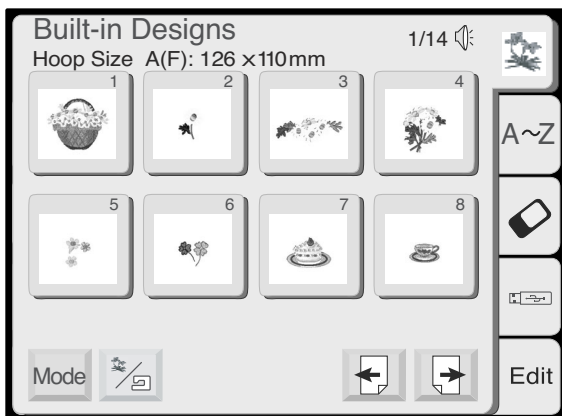 Built-in Designs
1/14
Hoop Size A(F): 126 ×110mm
1 2 3 4
A~Z
5 6 7 8
Mode
Edit